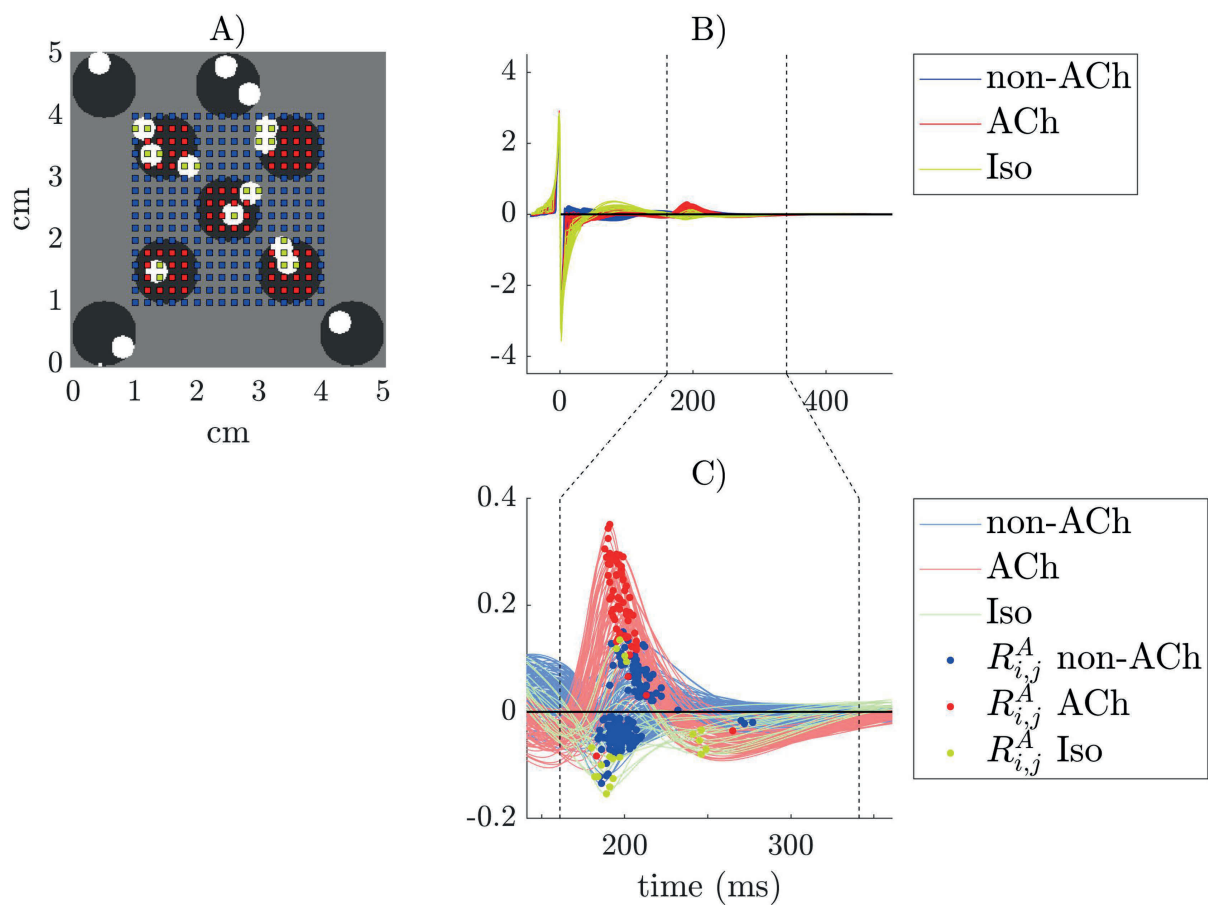 A)
5
4
3
2
1
0
cm
0 1 2 3 4 5
cm
B)
4
2
0
-2
-4
0 200 400
non-ACh
ACh
Iso
C)
0.4
0.2
0
-0.2
200 300
time (ms)
non-ACh
ACh
Iso
R^A_{i,j} non-ACh
R^A_{i,j} ACh
R^A_{i,j} Iso